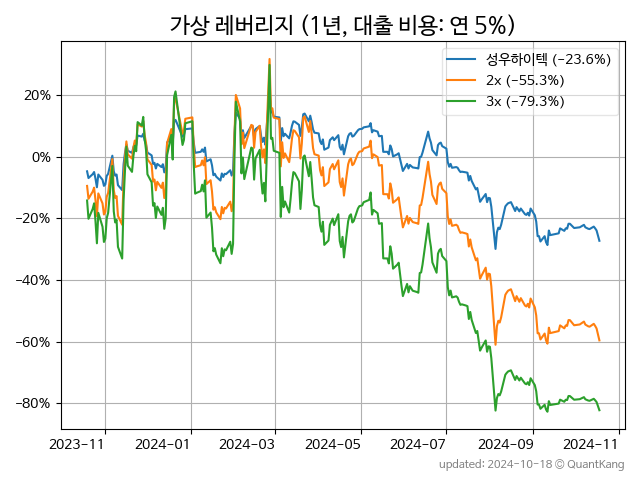 가상 레버리지 (1년, 대출 비용: 연 5%)
성우하이텍 (-23.6%)
2x (-55.3%)
3x (-79.3%)
20%
0%
−20%
−40%
−60%
−80%
2023-11 2024-01 2024-03 2024-05 2024-07 2024-09 2024-11
updated: 2024-10-18 © QuantKang